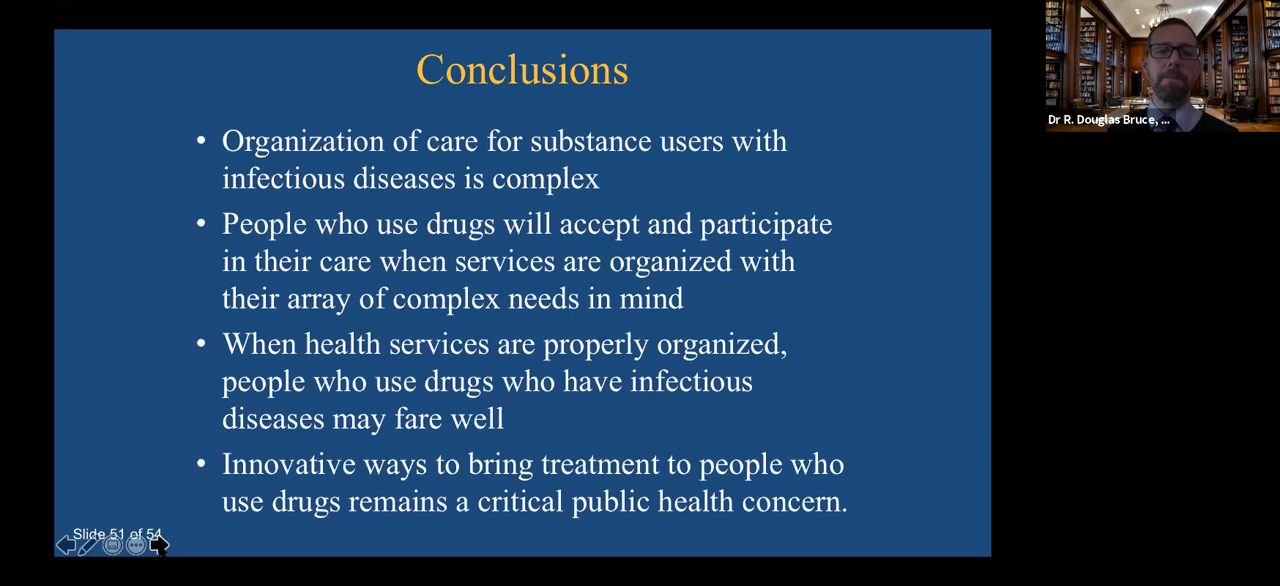 Conclusions
• Organization of care for substance users with
infectious diseases is complex
• People who use drugs will accept and participate
in their care when services are organized with
their array of complex needs in mind
• When health services are properly organized,
people who use drugs who have infectious
diseases may fare well
• Innovative ways to bring treatment to people who
use drugs remains a critical public health concern.
Slide 51 of 54
Dr R. Douglas Bruce, ...